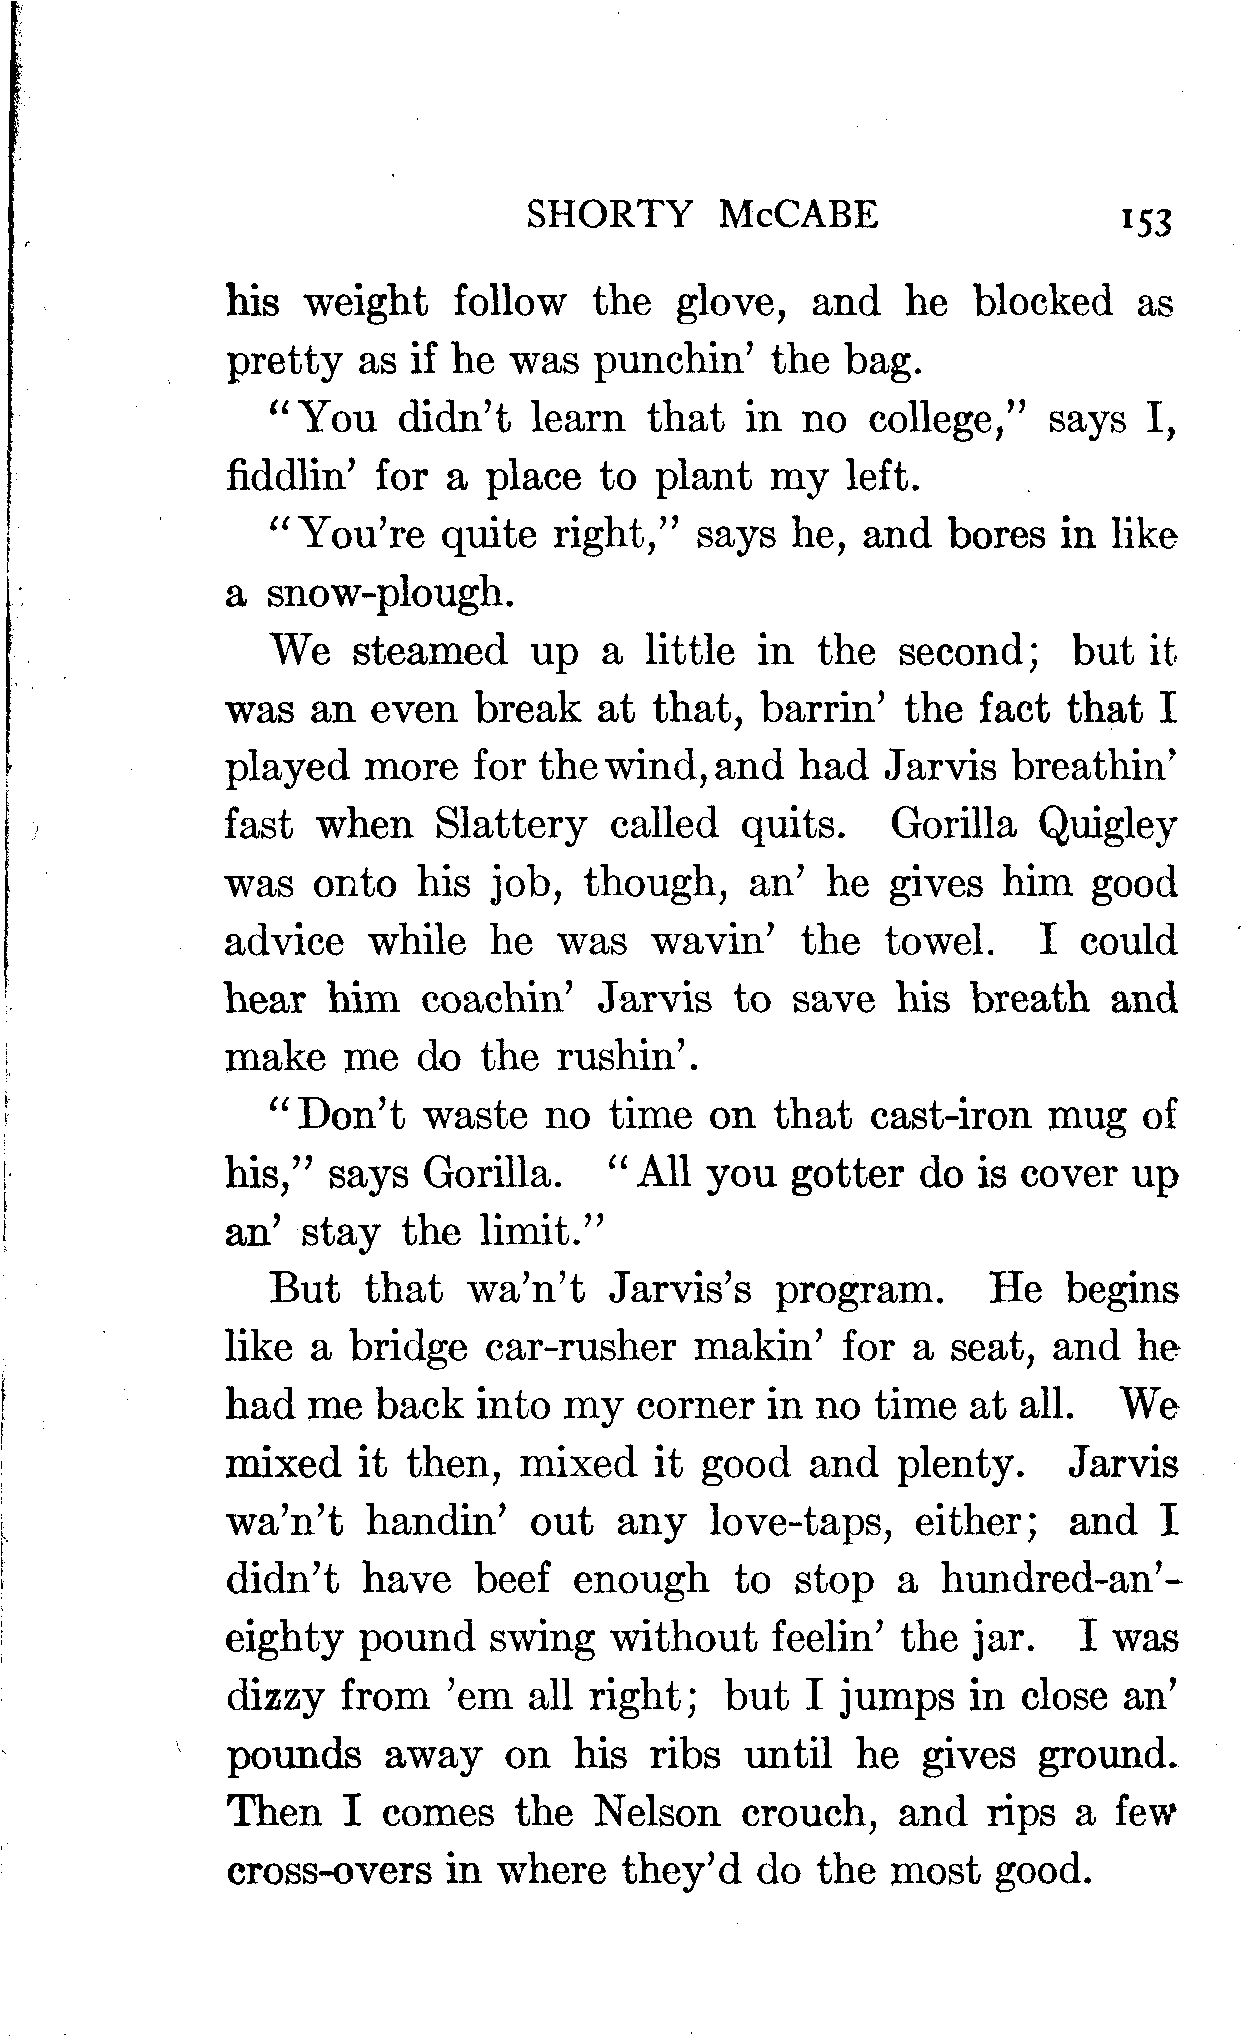 SHORTY McCABE 153
his weight follow the glove, and he blocked as
pretty as if he was punchin' the bag.
"You didn't learn that in no college," says I,
fiddlin' for a place to plant my left.
"You're quite right," says he, and bores in like
a snow-plough.
We steamed up a little in the second; but it
was an even break at that, barrin' the fact that I
played more for the wind, and had Jarvis breathin'
fast when Slattery called quits. Gorilla Quigley
was onto his job, though, an' he gives him good
advice while he was wavin' the towel. I could
hear him coachin' Jarvis to save his breath and
make me do the rushin'.
"Don't waste no time on that cast-iron mug of
his," says Gorilla. "All you gotter do is cover up
an' stay the limit."
But that wa'n't Jarvis's program. He begins
like a bridge car-rusher makin' for a seat, and he
had me back into my corner in no time at all. We
mixed it then, mixed it good and plenty. Jarvis
wa'n't handin' out any love-taps, either; and I
didn't have beef enough to stop a hundred-an'-
eighty pound swing without feelin' the jar. I was
dizzy from 'em all right; but I jumps in close an'
pounds away on his ribs until he gives ground.
Then I comes the Nelson crouch, and rips a few
cross-overs in where they'd do the most good.